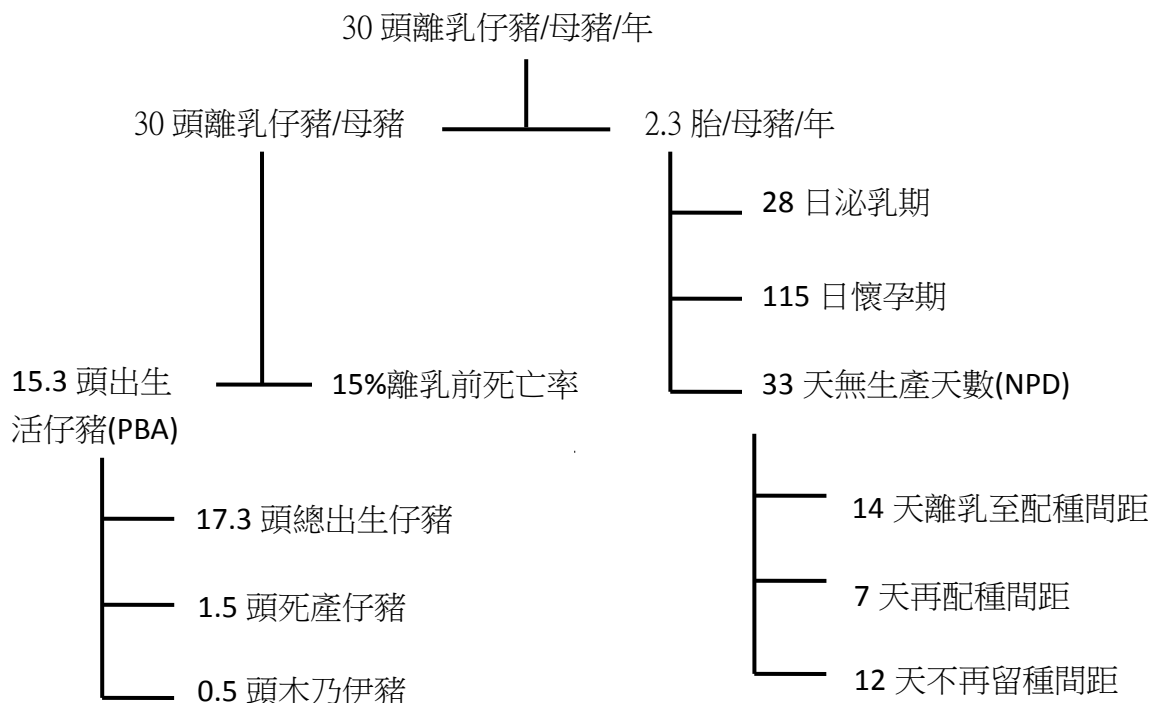 30 頭離乳仔豬/母豬/年
30 頭離乳仔豬/母豬
2.3 胎/母豬/年
28 日泌乳期
115 日懷孕期
15.3 頭出生
活仔豬(PBA)
15%離乳前死亡率
33 天無生產天數(NPD)
17.3 頭總出生仔豬
1.5 頭死產仔豬
0.5 頭木乃伊豬
14 天離乳至配種間距
7 天再配種間距
12 天不再留種間距